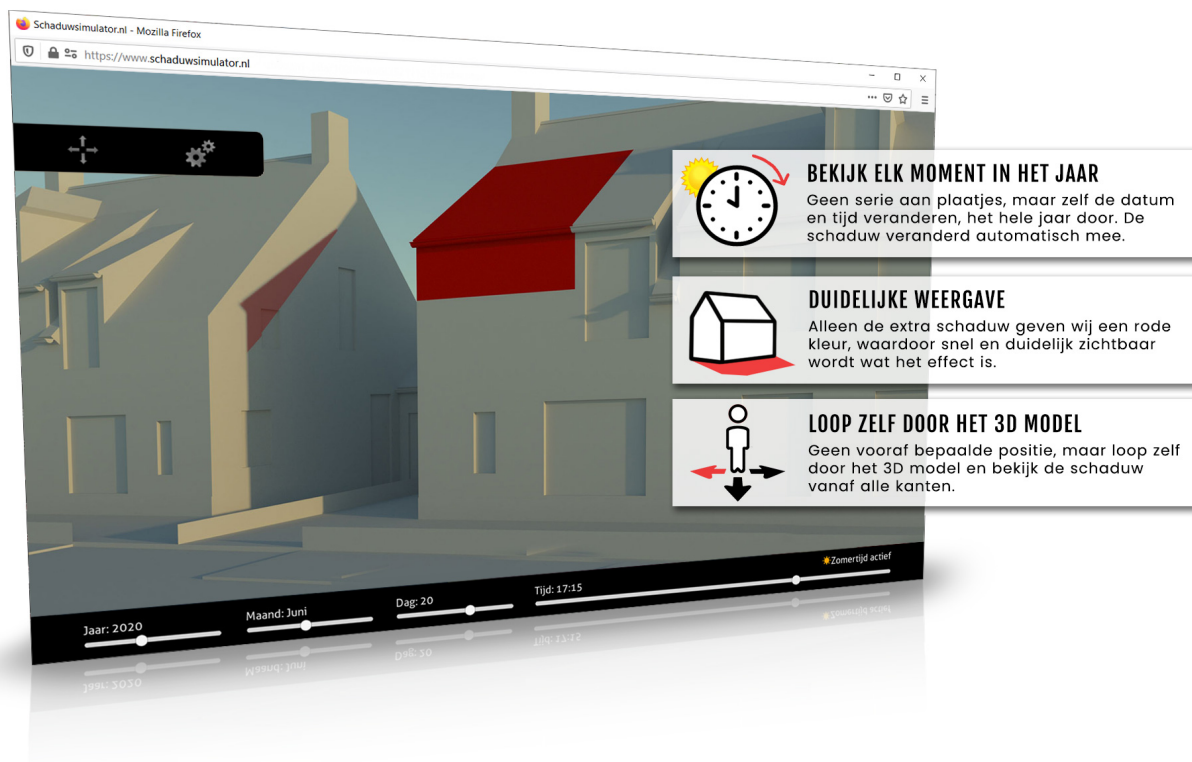 Schaduwsimulator.nl - Mozilla Firefox
https://www.schaduwsimulator.nl
BEKIJK ELK MOMENT IN HET JAAR
Geen serie aan plaatjes, maar zelf de datum
en tijd veranderen, het hele jaar door. De
schaduw veranderd automatisch mee.
DUIDELIJKE WEERGAVE
Alleen de extra schaduw geven wij een rode
kleur, waardoor snel en duidelijk zichtbaar
wordt wat het effect is.
LOOP ZELF DOOR HET 3D MODEL
Geen vooraf bepaalde positie, maar loop zelf
door het 3D model en bekijk de schaduw
vanaf alle kanten.
Jaar: 2020
Maand: Juni
Dag: 20
Tijd: 17:15
Zomertijd actief